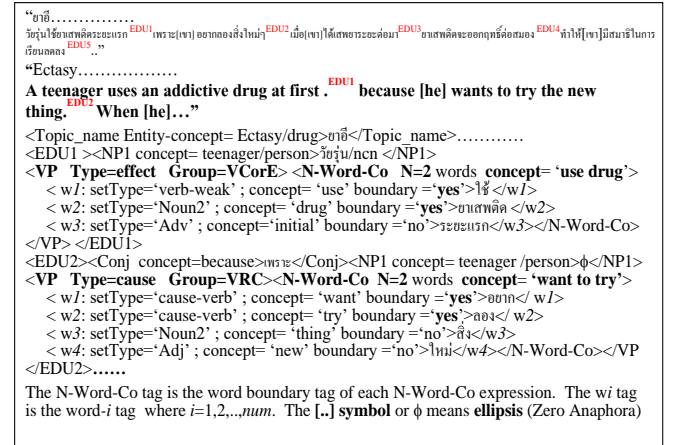 “ยาอี……………
วัยรุ่นใช้ยาเสพติดระยะแรก EDU1 เพราะ[เขา] อยากลองสิ่งใหม่ๆ EDU2 เมื่อ[เขา]ได้เสพยาระยะต่อมา EDU3 ยาเสพติดจะออกฤทธิ์ต่อสมอง EDU4 ทำให้[เขา]มีสมาธิในการ
เรียนลดลง EDU5 ..”
“Ectasy………………
A teenager uses an addictive drug at first . EDU1 because [he] wants to try the new
thing. EDU2 When [he]…”
<Topic_name Entity-concept= Ectasy/drug>ยาอี</Topic_name>…………
<EDU1 ><NP1 concept= teenager/person>วัยรุ่น/ncn </NP1>
<VP Type=effect Group=VCorE> <N-Word-Co N=2 words concept= ‘use drug’>
< w1: setType=‘verb-weak’ ; concept= ‘use’ boundary =‘yes’>ใช้ </w1>
< w2: setType=‘Noun2’ ; concept= ‘drug’ boundary =‘yes’>ยาเสพติด </w2>
< w3: setType=‘Adv’ ; concept=‘initial’ boundary =‘no’>ระยะแรก</w3></N-Word-Co>
</VP> </EDU1>
<EDU2><Conj concept=because>เพราะ</Conj><NP1 concept= teenager /person>ϕ</NP1>
<VP Type=cause Group=VRC><N-Word-Co N=2 words concept= ‘want to try’>
< w1: setType=‘cause-verb’ ; concept= ‘want’ boundary =‘yes’>อยาก</ w1>
< w2: setType=‘cause-verb’ ; concept= ‘try’ boundary =‘yes’>ลอง</ w2>
< w3: setType=‘Noun2’ ; concept= ‘thing’ boundary =‘no’>สิ่ง</w3>
< w4: setType=‘Adj’ ; concept= ‘new’ boundary =‘no’>ใหม่</w4></N-Word-Co></VP
</EDU2>……
The N-Word-Co tag is the word boundary tag of each N-Word-Co expression. The wi tag
is the word-i tag where i=1,2,..,num. The [..] symbol or ϕ means ellipsis (Zero Anaphora)